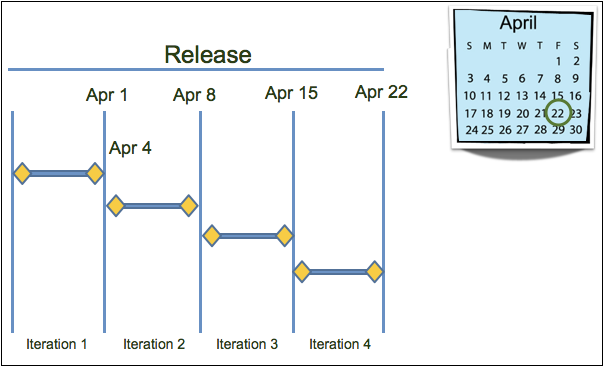 Release
Apr 1 Apr 8 Apr 15 Apr 22
Apr 4
Iteration 1 Iteration 2 Iteration 3 Iteration 4
April
S M T W T F S
1 2
3 4 5 6 7 8 9
10 11 12 13 14 15 16
17 18 19 20 21 22 23
24 25 26 27 28 29 30